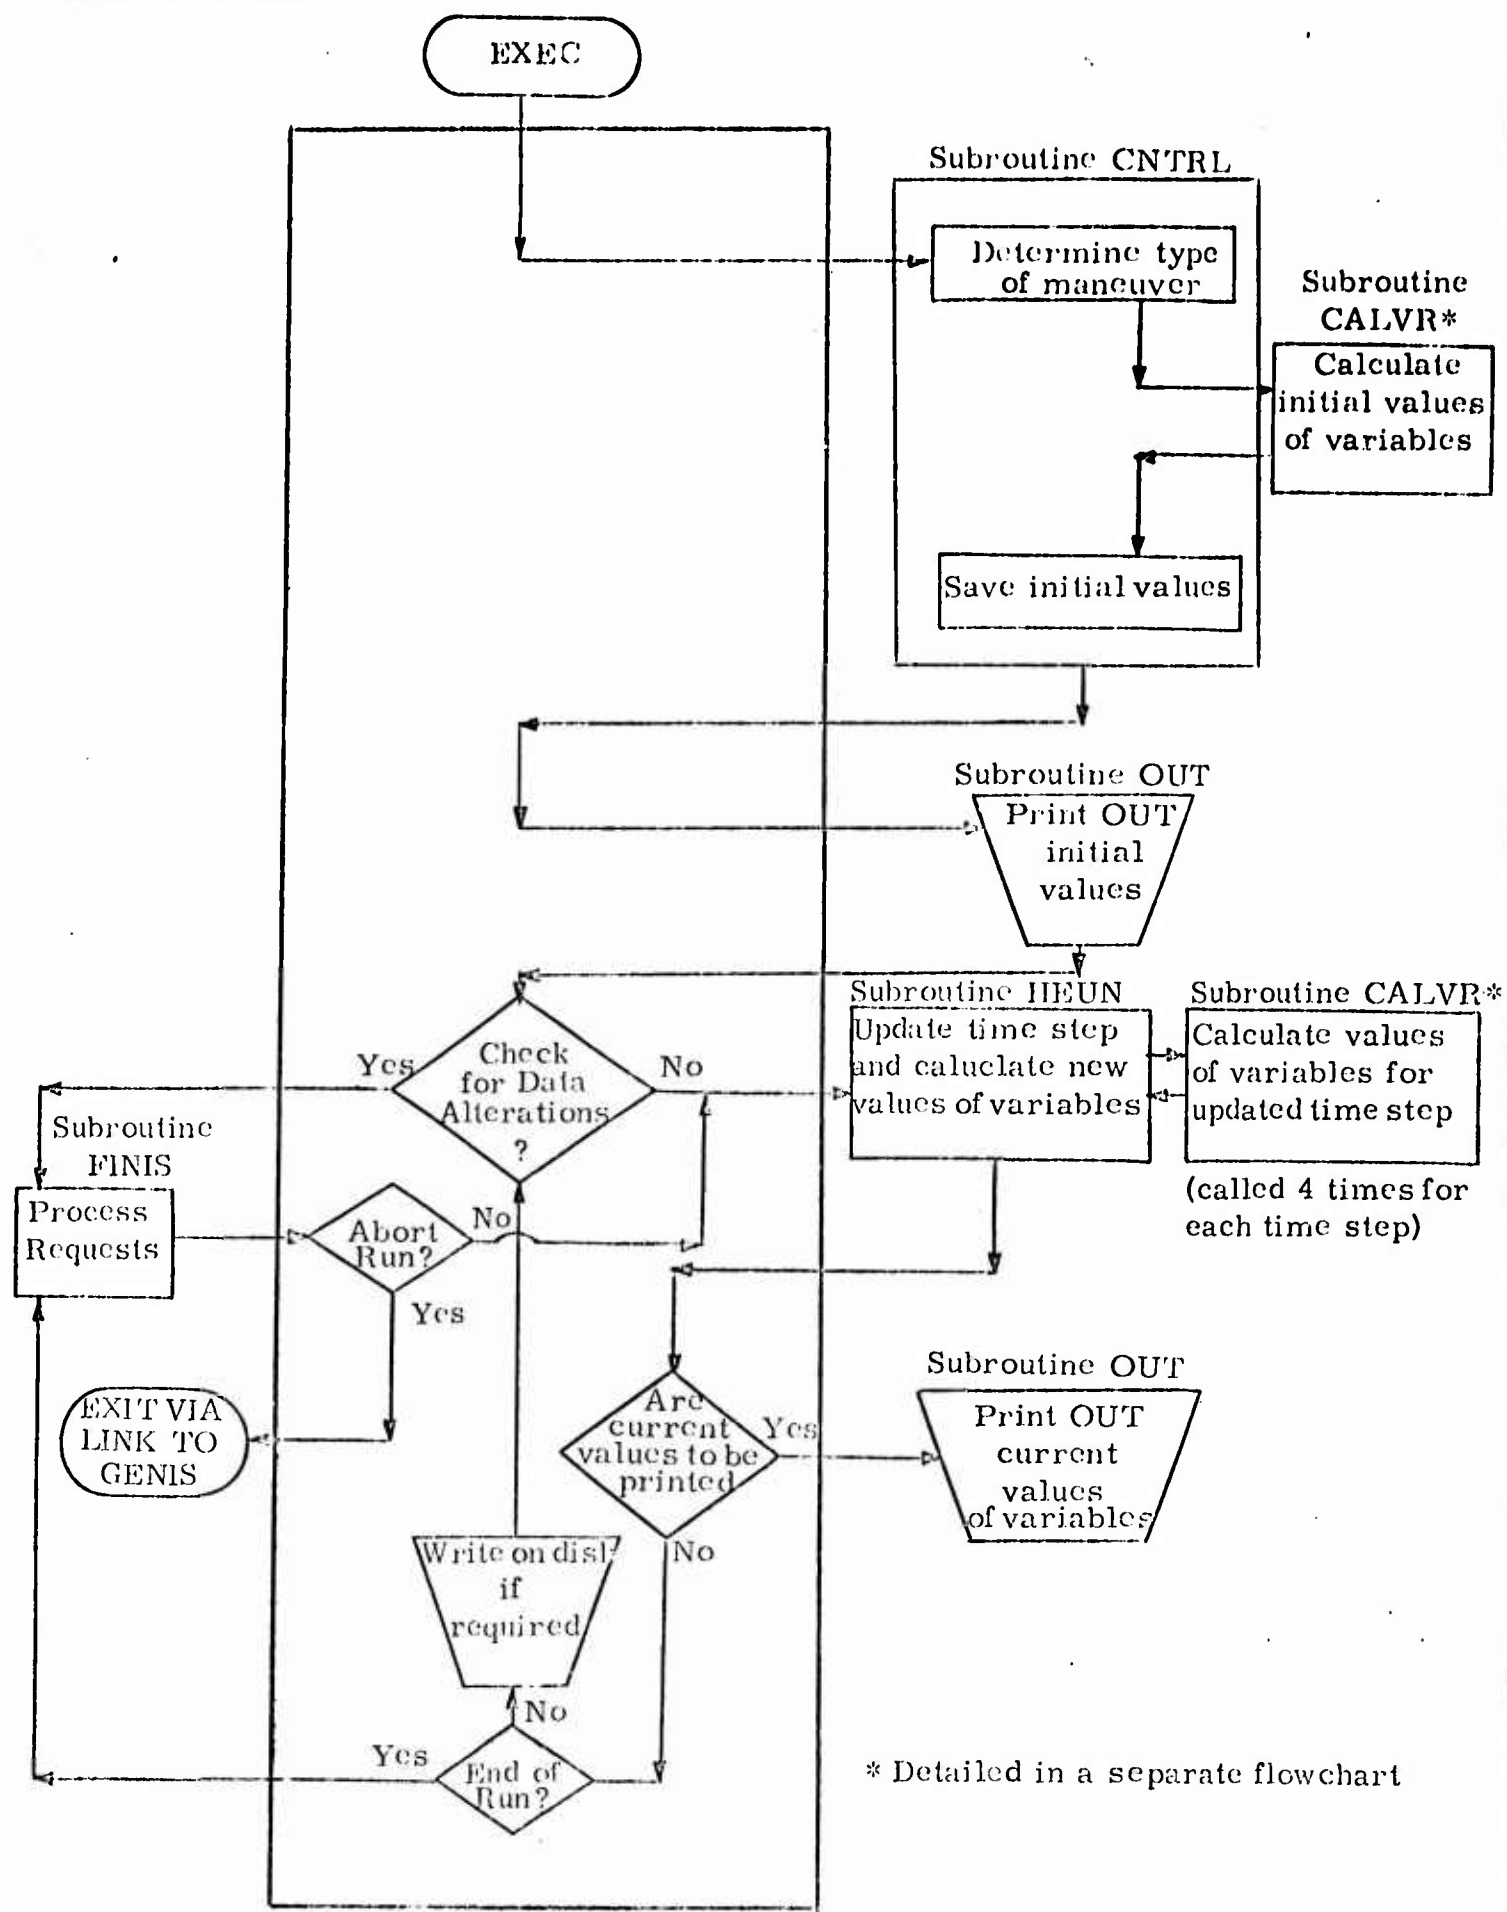 EXEC
Subroutine CNTRL
Determine type
of maneuver
Subroutine
CALVR*
Calculate
initial values
of variables
Save initial values
Subroutine OUT
Print OUT
initial
values
Subroutine HEUN
Update time step
and caluclate new
values of variables
Subroutine CALVR*
Calculate values
of variables for
updated time step
(called 4 times for
each time step)
Yes
Check
for Data
Alterations
?
No
Subroutine
FINIS
Process
Requests
Abort
Run?
No
Yes
EXIT VIA
LINK TO
GENIS
Are
current
values to be
printed
Yes
No
Subroutine OUT
Print OUT
current
values
of variables
Write on disk
if
required
No
Yes
End of
Run?
* Detailed in a separate flowchart